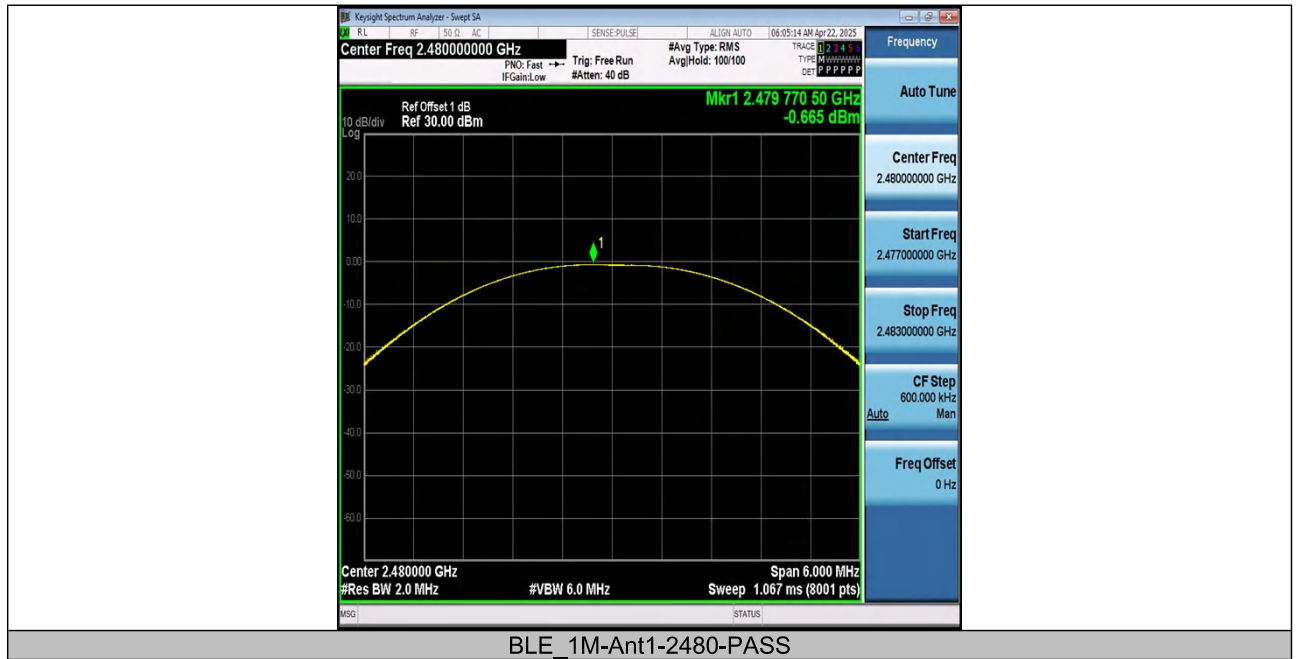 Keysight Spectrum Analyzer - Swept SA
RL RF 50 Ω AC SENSE:PULSE ALIGN AUTO 06:05:14 AM Apr 22, 2025
Center Freq 2.480000000 GHz
PNO: Fast
IFGain:Low
Trig: Free Run
#Atten: 40 dB
#Avg Type: RMS
Avg|Hold: 100/100
TRACE 1 2 3 4 5 6
TYPE M WWWWW
DET P P P P P P
Mkr1 2.479 770 50 GHz
-0.665 dBm
Ref Offset 1 dB
10 dB/div Ref 30.00 dBm
Log
20.0
10.0
0.00
-10.0
-20.0
-30.0
-40.0
-50.0
-60.0
1
Center 2.480000 GHz Span 6.000 MHz
#Res BW 2.0 MHz #VBW 6.0 MHz Sweep 1.067 ms (8001 pts)
MSG STATUS
Frequency
Auto Tune
Center Freq
2.480000000 GHz
Start Freq
2.477000000 GHz
Stop Freq
2.483000000 GHz
CF Step
600.000 kHz
Auto Man
Freq Offset
0 Hz
BLE_1M-Ant1-2480-PASS